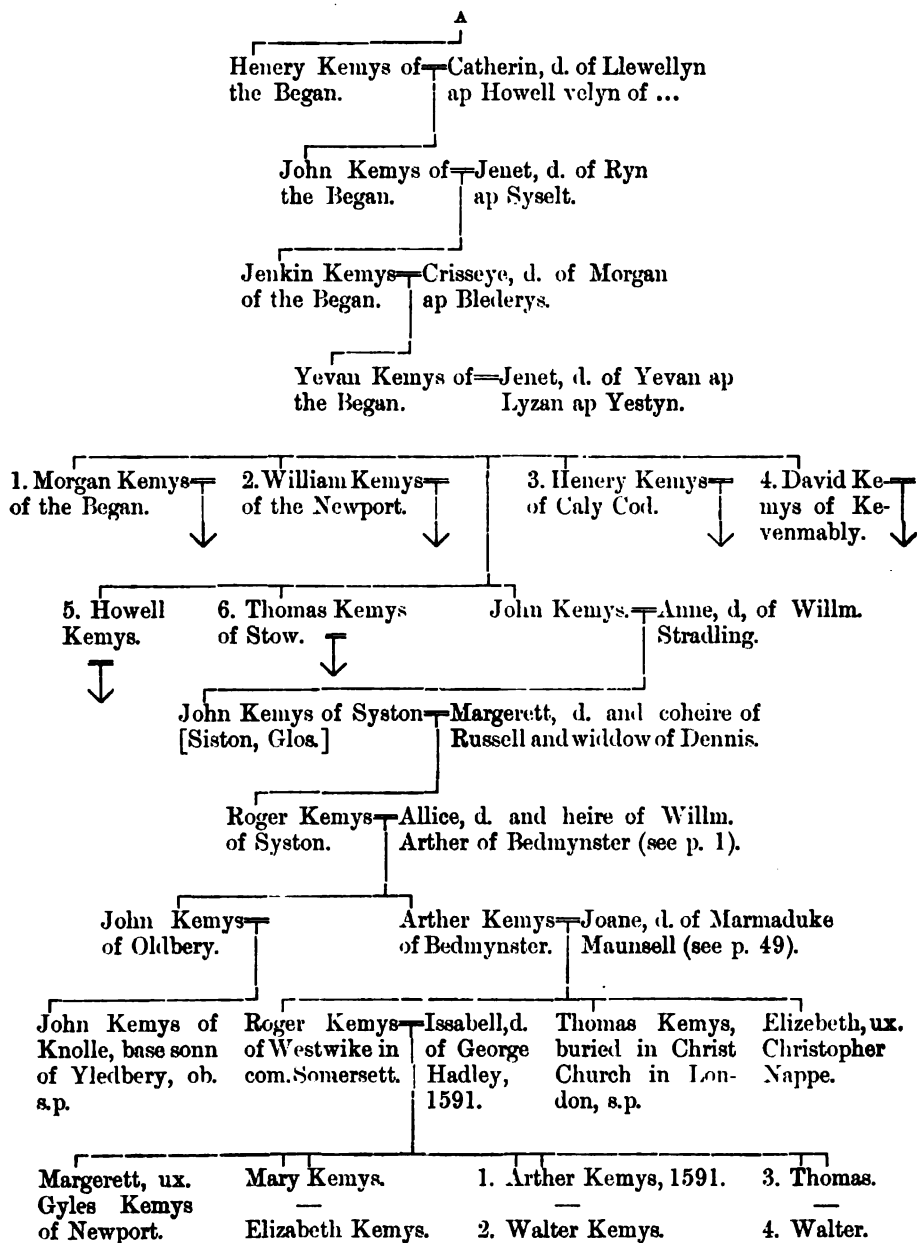 A
Henery Kemys of Catherin, d. of Llewellyn
the Began. ap Howell velyn of ...
John Kemys of Jenet, d. of Ryn
the Began. ap Syselt.
Jenkin Kemys Crisseye, d. of Morgan
of the Began. ap Blederys.
Yevan Kemys of Jenet, d. of Yevan ap
the Began. Lyzan ap Yestyn.
1. Morgan Kemys 2. William Kemys 3. Henery Kemys 4. David Ke-
of the Began. of the Newport. of Caly Cod. mys of Ke-
venmably.
5. Howell 6. Thomas Kemys John Kemys. Anne, d, of Willm.
Kemys. of Stow. Stradling.
John Kemys of Syston Margerett, d. and coheire of
[Siston, Glos.] Russell and widdow of Dennis.
Roger Kemys Allice, d. and heire of Willm.
of Syston. Arther of Bedmynster (see p. 1).
John Kemys Arther Kemys Joane, d. of Marmaduke
of Oldbery. of Bedmynster. Maunsell (see p. 49).
John Kemys of Roger Kemys Issabell, d. Thomas Kemys, Elizebeth, ux.
Knolle, base sonn of Westwike in of George buried in Christ Christopher
of Yledbery, ob. com. Somersett. Hadley, Church in Lon- Nappe.
s.p. 1591. don, s.p.
Margerett, ux. Mary Kemys. 1. Arther Kemys, 1591. 3. Thomas.
Gyles Kemys — — —
of Newport. Elizabeth Kemys. 2. Walter Kemys. 4. Walter.